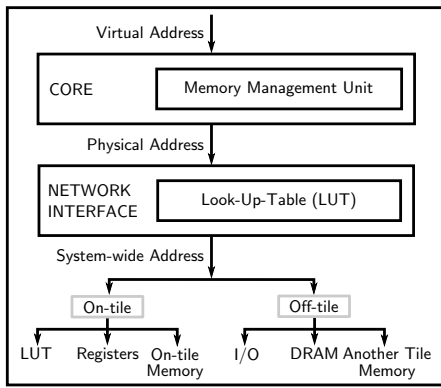 Virtual Address
CORE
Memory Management Unit
Physical Address
NETWORK
INTERFACE
Look-Up-Table (LUT)
System-wide Address
On-tile
Off-tile
LUT
Registers
On-tile
Memory
I/O
DRAM
Another Tile
Memory